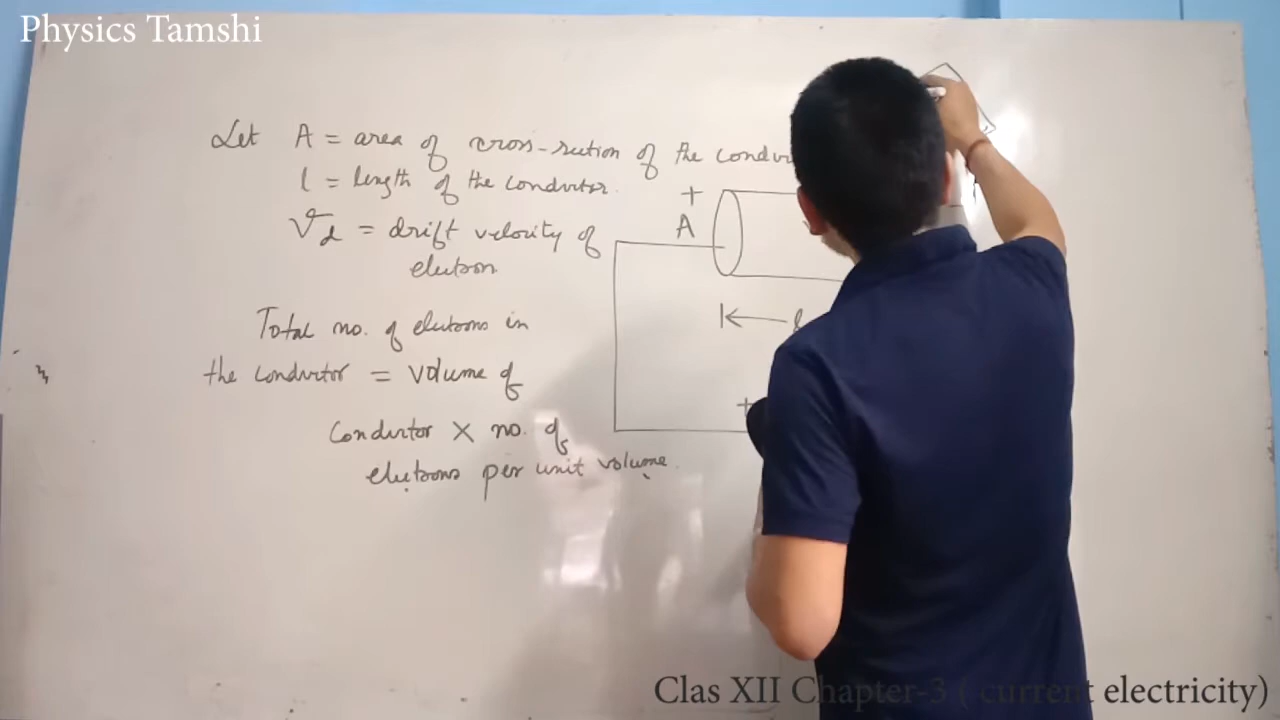 Physics Tamshi
Let A = area of cross-section of the condu
l = length of the conductor.
Vd = drift velocity of
electron
+
A
Total no. of electrons in
the conductor = volume of
l
+
conductor × no. of
electrons per unit volume.
Clas XII Chapter-3 ( current electricity)